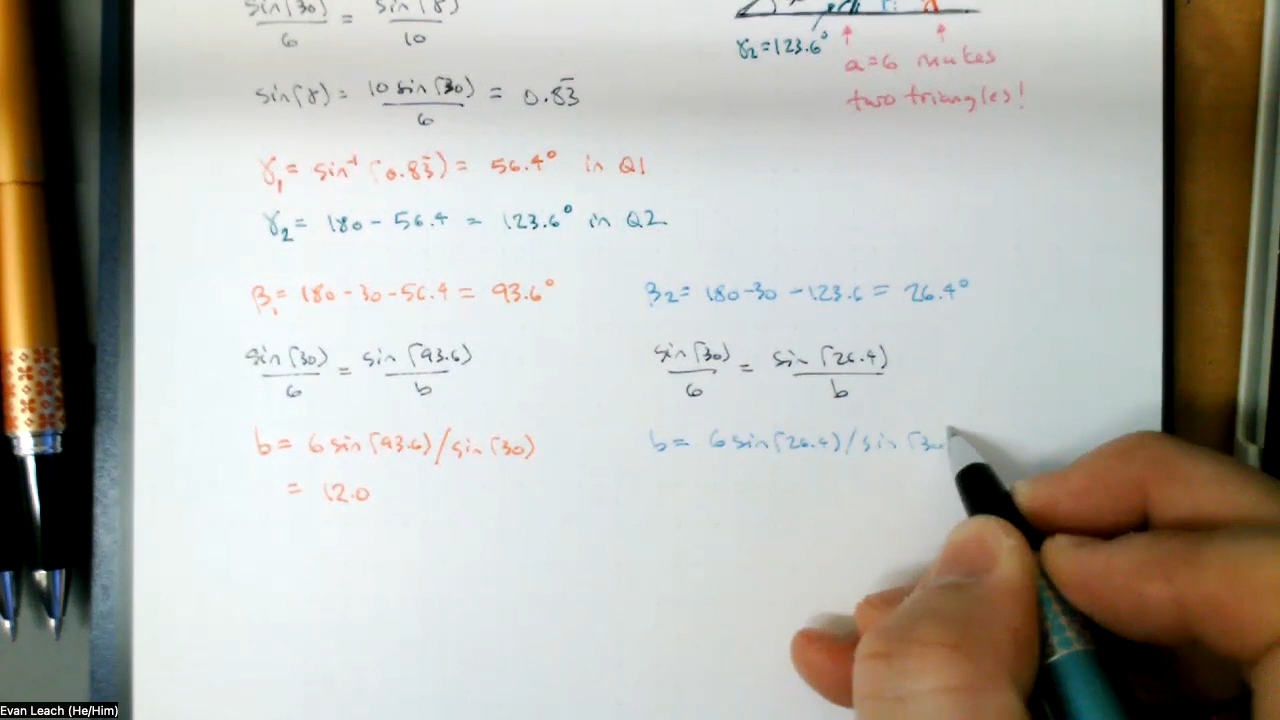 sin(30)/6 = sin(γ)/10
γ2=123.6°
a=6 makes
two triangles!
sin(γ) = 10 sin(30)/6 = 0.83̅
γ1= sin⁻¹(0.83̅) = 56.4° in Q1
γ2= 180 - 56.4 = 123.6° in Q2
β1= 180-30-56.4 = 93.6°
β2= 180-30-123.6 = 26.4°
sin(30)/6 = sin(93.6)/b
sin(30)/6 = sin(26.4)/b
b= 6 sin(93.6)/sin(30)
= 12.0
b= 6 sin(26.4)/sin(30
Evan Leach (He/Him)